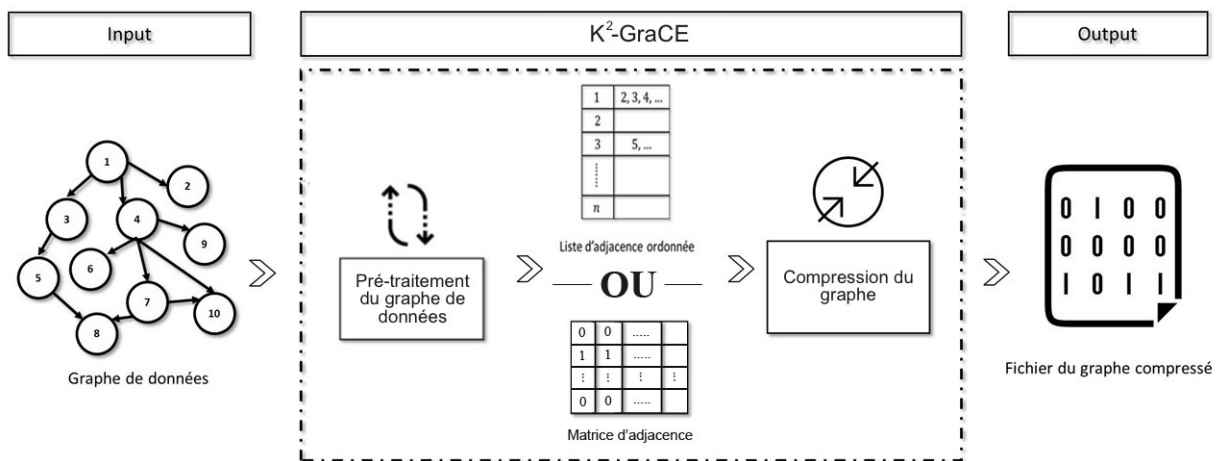 Input
K²-GraCE
Output
1
2
3
4
9
6
5
7
10
8
Graphe de données
Pré-traitement
du graphe de
données
1 2, 3, 4, ...
2
3 5, ...
⋮
n
Liste d'adjacence ordonnée
OU
0 0 .....
1 1 .....
⋮ ⋮ ⋮ ⋮
0 0 .....
Matrice d'adjacence
Compression du
graphe
0 1 0 0
0 0 0 0
1 0 1 1
Fichier du graphe compressé